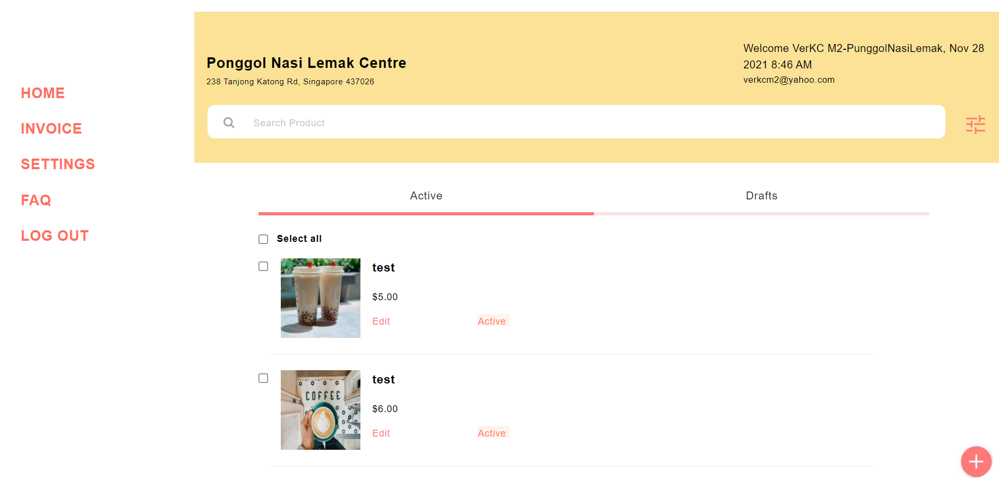 HOME
INVOICE
SETTINGS
FAQ
LOG OUT
Ponggol Nasi Lemak Centre
238 Tanjong Katong Rd, Singapore 437026
Welcome VerKC M2-PunggolNasiLemak, Nov 28
2021 8:46 AM
verkcm2@yahoo.com
Search Product
Active
Drafts
Select all
test
$5.00
Edit
Active
COFFEE
test
$6.00
Edit
Active